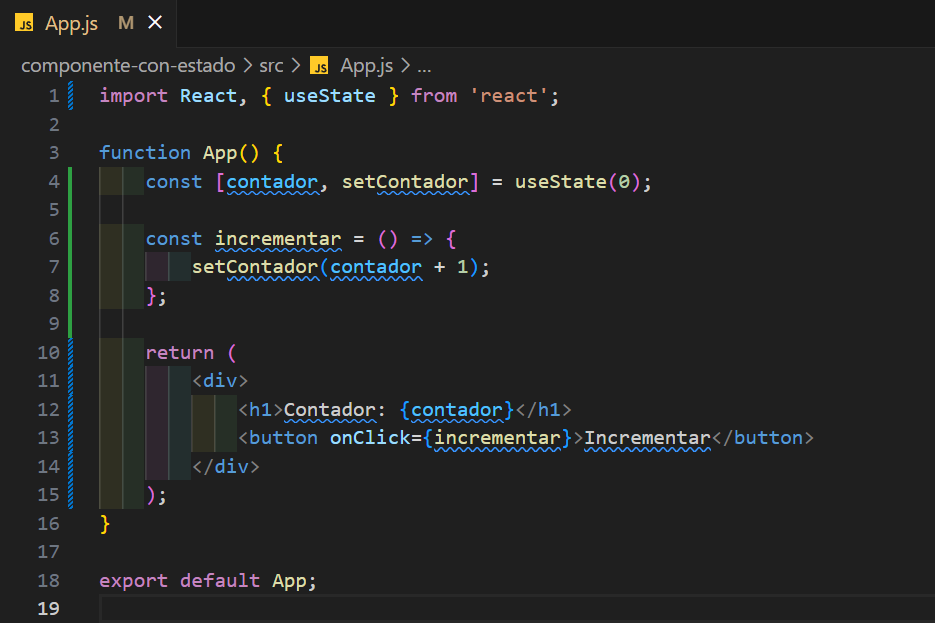 JS App.js M ×
componente-con-estado > src > JS App.js > ...
1 import React, { useState } from 'react';
2
3 function App() {
4     const [contador, setContador] = useState(0);
5
6     const incrementar = () => {
7         setContador(contador + 1);
8     };
9
10     return (
11         <div>
12             <h1>Contador: {contador}</h1>
13             <button onClick={incrementar}>Incrementar</button>
14         </div>
15     );
16 }
17
18 export default App;
19